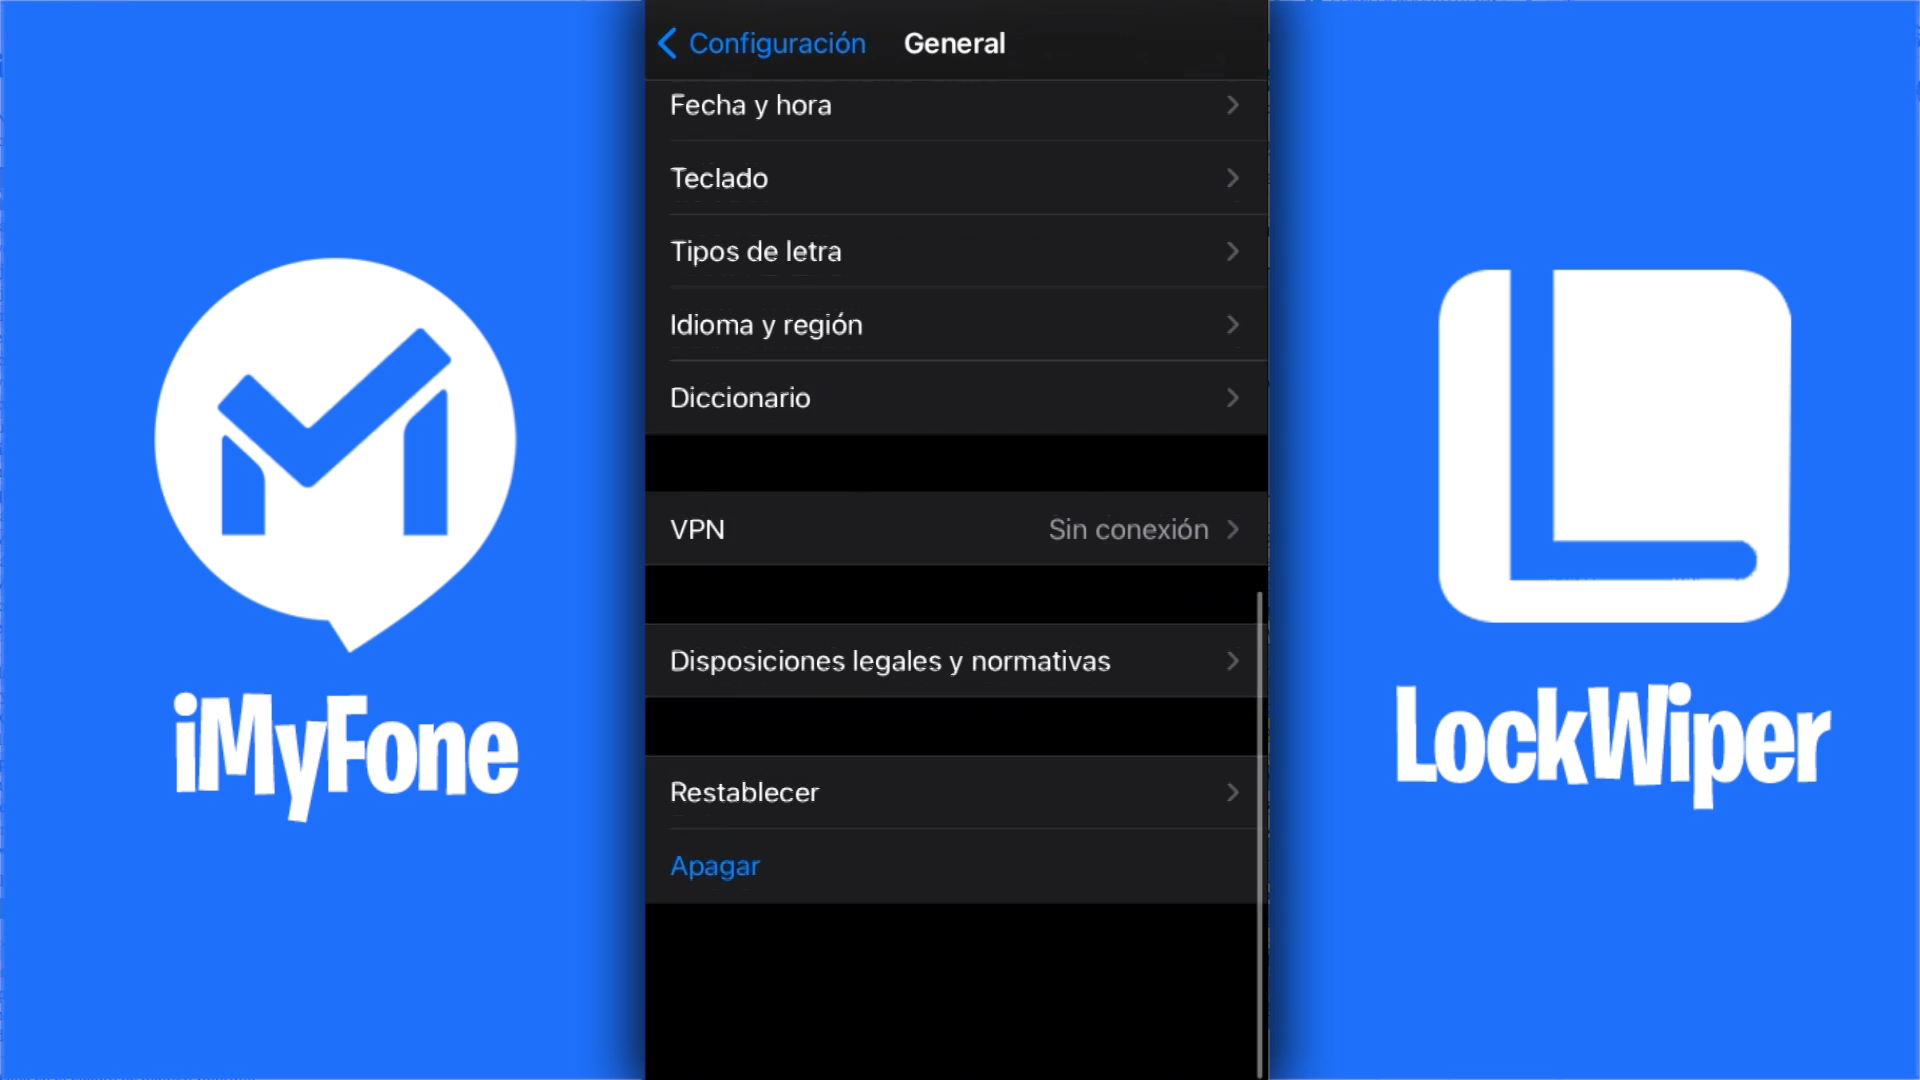 Configuración
General
Fecha y hora
Teclado
Tipos de letra
Idioma y región
Diccionario
VPN
Sin conexión
Disposiciones legales y normativas
Restablecer
Apagar
iMyFone
LockWiper